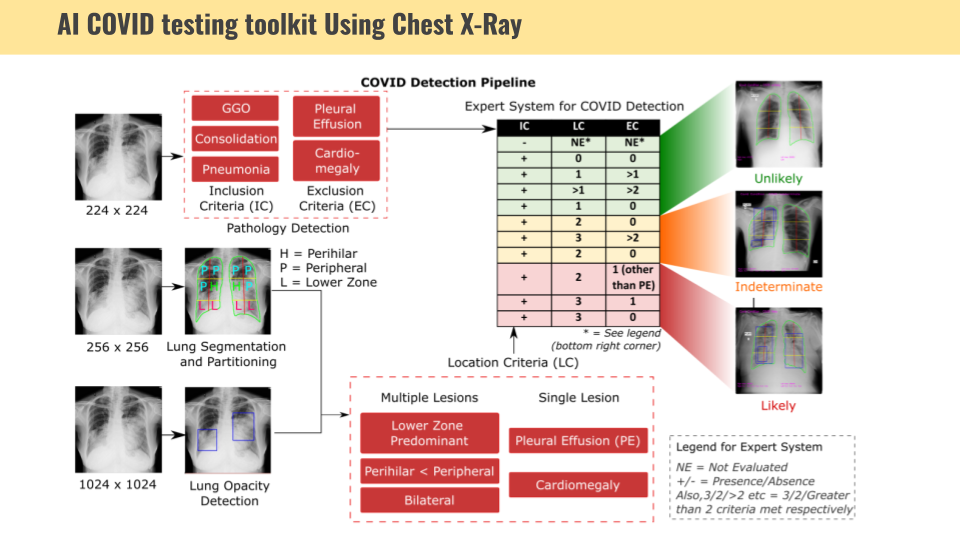 AI COVID testing toolkit Using Chest X-Ray
COVID Detection Pipeline
224 x 224
GGO
Consolidation
Pneumonia
Inclusion
Criteria (IC)
Pleural
Effusion
Cardio-
megaly
Exclusion
Criteria (EC)
Pathology Detection
256 x 256
P P P P
P H H P
L L L L
H = Perihilar
P = Peripheral
L = Lower Zone
Lung Segmentation
and Partitioning
1024 x 1024
Lung Opacity
Detection
Expert System for COVID Detection
IC LC EC
- NE* NE*
+ 0 0
+ 1 >1
+ >1 >2
+ 1 0
+ 2 0
+ 3 >2
+ 2 0
+ 2 1 (other
than PE)
+ 3 1
+ 3 0
* = See legend
(bottom right corner)
Location Criteria (LC)
Multiple Lesions
Lower Zone
Predominant
Perihilar < Peripheral
Bilateral
Single Lesion
Pleural Effusion (PE)
Cardiomegaly
Unlikely
Indeterminate
Likely
Legend for Expert System
NE = Not Evaluated
+/- = Presence/Absence
Also,3/2/>2 etc = 3/2/Greater
than 2 criteria met respectively